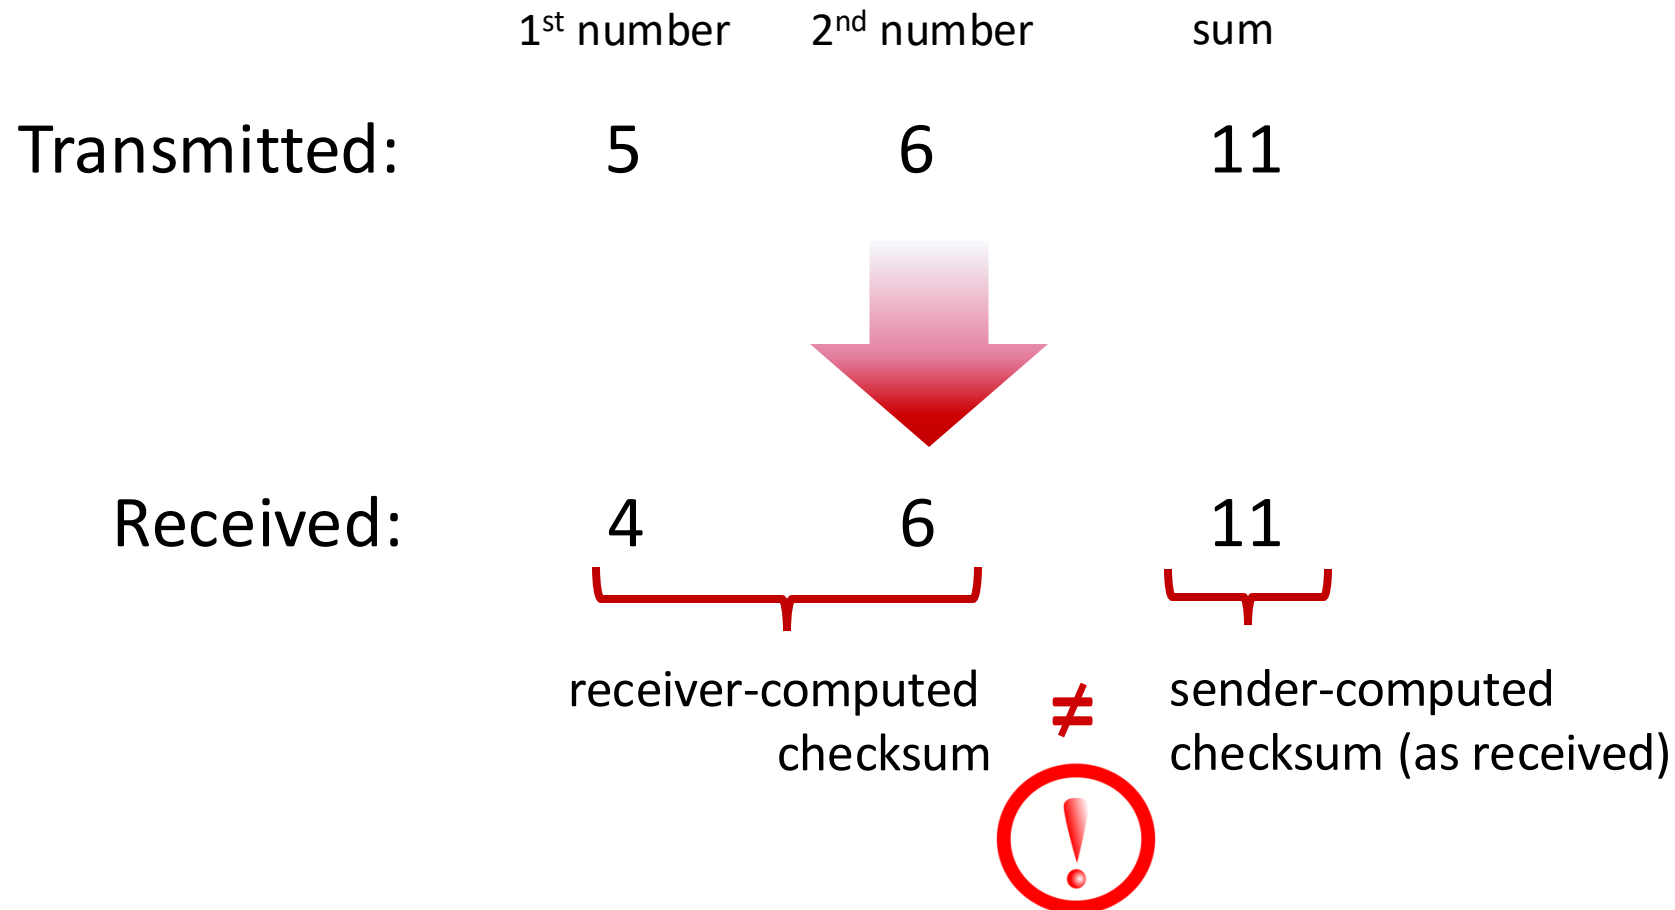 1st number 2nd number sum
Transmitted: 5 6 11
Received: 4 6 11
receiver-computed ≠ sender-computed
checksum checksum (as received)
!